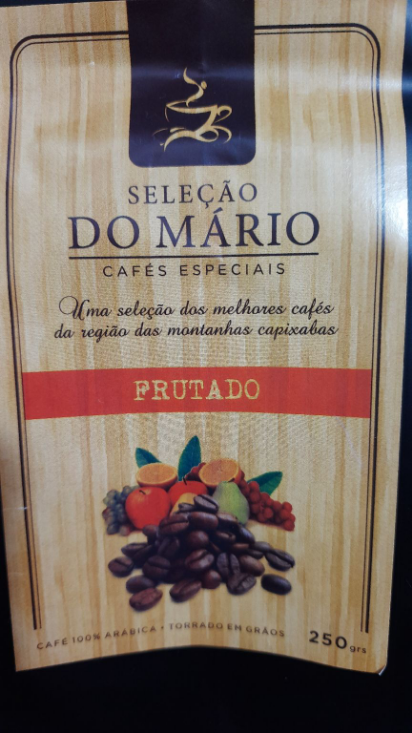 SELEÇÃO
DO MÁRIO
CAFÉS ESPECIAIS
Uma seleção dos melhores cafés
da região das montanhas capixabas
FRUTADO
CAFÉ 100% ARÁBICA • TORRADO EM GRÃOS 250grs